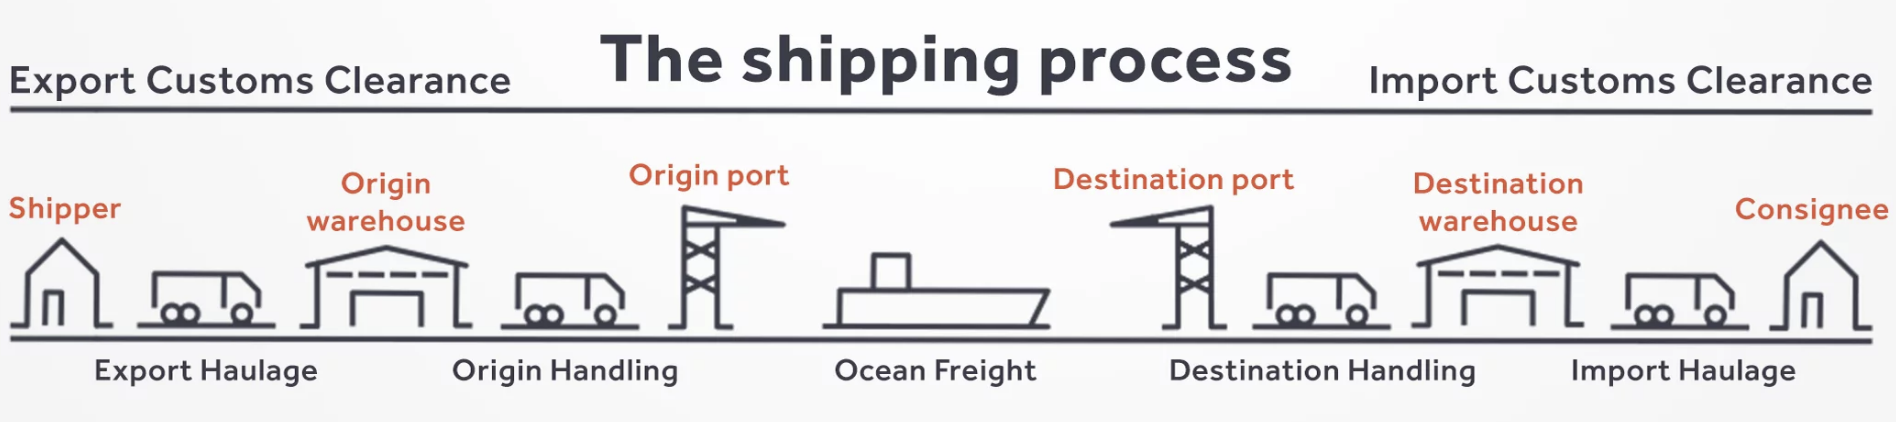 The shipping process
Export Customs Clearance
Import Customs Clearance
Shipper
Origin
warehouse
Origin port
Destination port
Destination
warehouse
Consignee
Export Haulage
Origin Handling
Ocean Freight
Destination Handling
Import Haulage